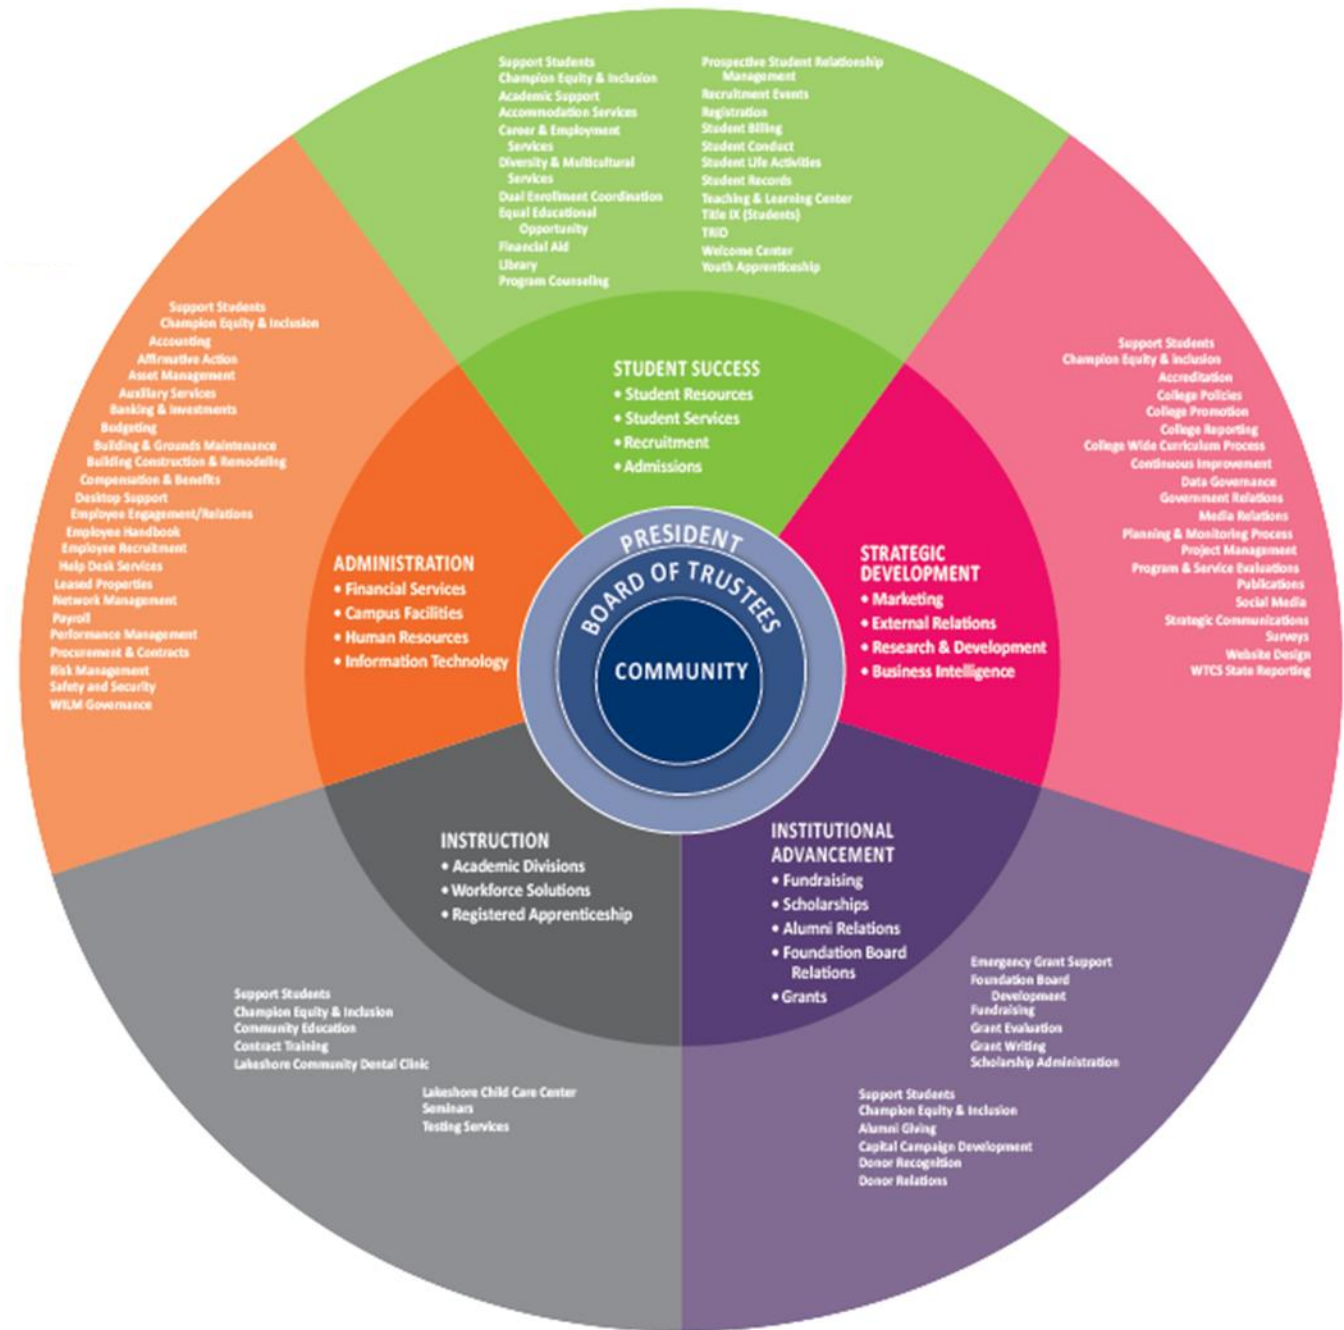 Support Students
Champion Equity & Inclusion
Academic Support
Accommodation Services
Career & Employment
Services
Diversity & Multicultural
Services
Dual Enrollment Coordination
Equal Educational
Opportunity
Financial Aid
Library
Program Counseling
Prospective Student Relationship
Management
Recruitment Events
Registration
Student Billing
Student Conduct
Student Life Activities
Student Records
Teaching & Learning Center
Title IX (Students)
TRIO
Welcome Center
Youth Apprenticeship
STUDENT SUCCESS
• Student Resources
• Student Services
• Recruitment
• Admissions
Support Students
Champion Equity & Inclusion
Accounting
Affirmative Action
Asset Management
Auxiliary Services
Banking & Investments
Budgeting
Building & Grounds Maintenance
Building Construction & Remodeling
Compensation & Benefits
Desktop Support
Employee Engagement/Relations
Employee Handbook
Employee Recruitment
Help Desk Services
Leased Properties
Network Management
Payroll
Performance Management
Procurement & Contracts
Risk Management
Safety and Security
WILM Governance
ADMINISTRATION
• Financial Services
• Campus Facilities
• Human Resources
• Information Technology
PRESIDENT
BOARD OF TRUSTEES
COMMUNITY
STRATEGIC
DEVELOPMENT
• Marketing
• External Relations
• Research & Development
• Business Intelligence
Support Students
Champion Equity & Inclusion
Accreditation
College Policies
College Promotion
College Reporting
College Wide Curriculum Process
Continuous Improvement
Data Governance
Government Relations
Media Relations
Planning & Monitoring Process
Project Management
Program & Service Evaluations
Publications
Social Media
Strategic Communications
Surveys
Website Design
WTCS State Reporting
INSTRUCTION
• Academic Divisions
• Workforce Solutions
• Registered Apprenticeship
Support Students
Champion Equity & Inclusion
Community Education
Contract Training
Lakeshore Community Dental Clinic
Lakeshore Child Care Center
Seminars
Testing Services
INSTITUTIONAL
ADVANCEMENT
• Fundraising
• Scholarships
• Alumni Relations
• Foundation Board
Relations
• Grants
Emergency Grant Support
Foundation Board
Development
Fundraising
Grant Evaluation
Grant Writing
Scholarship Administration
Support Students
Champion Equity & Inclusion
Alumni Giving
Capital Campaign Development
Donor Recognition
Donor Relations